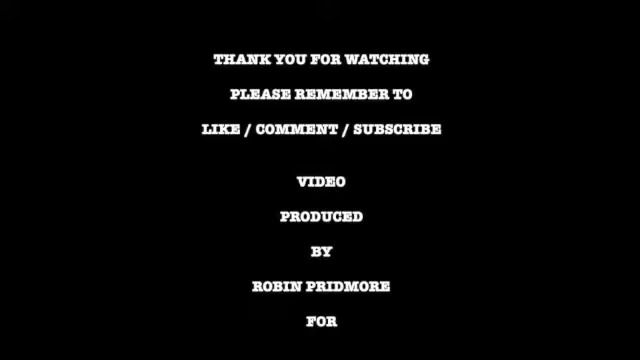 THANK YOU FOR WATCHING
PLEASE REMEMBER TO
LIKE / COMMENT / SUBSCRIBE
VIDEO
PRODUCED
BY
ROBIN PRIDMORE
FOR